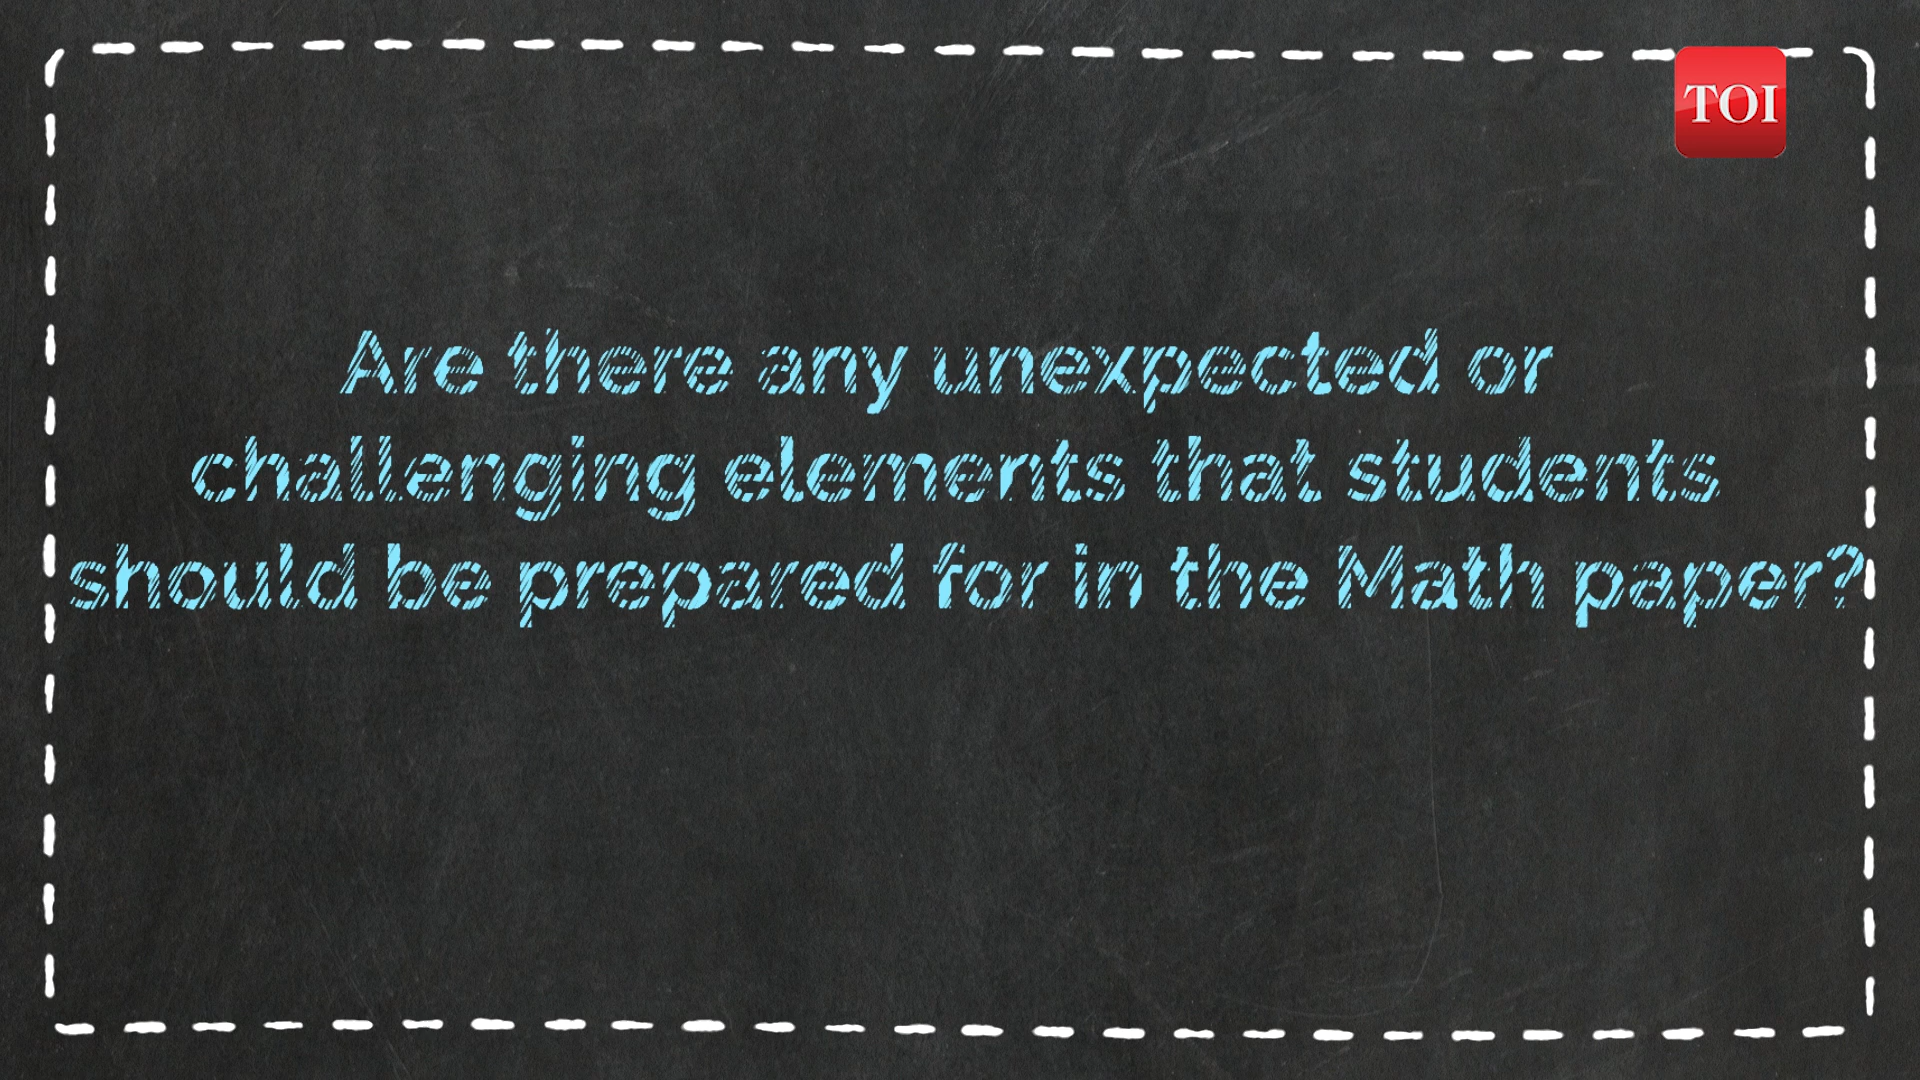 TOI
Are there any unexpected or
challenging elements that students
should be prepared for in the Math paper?